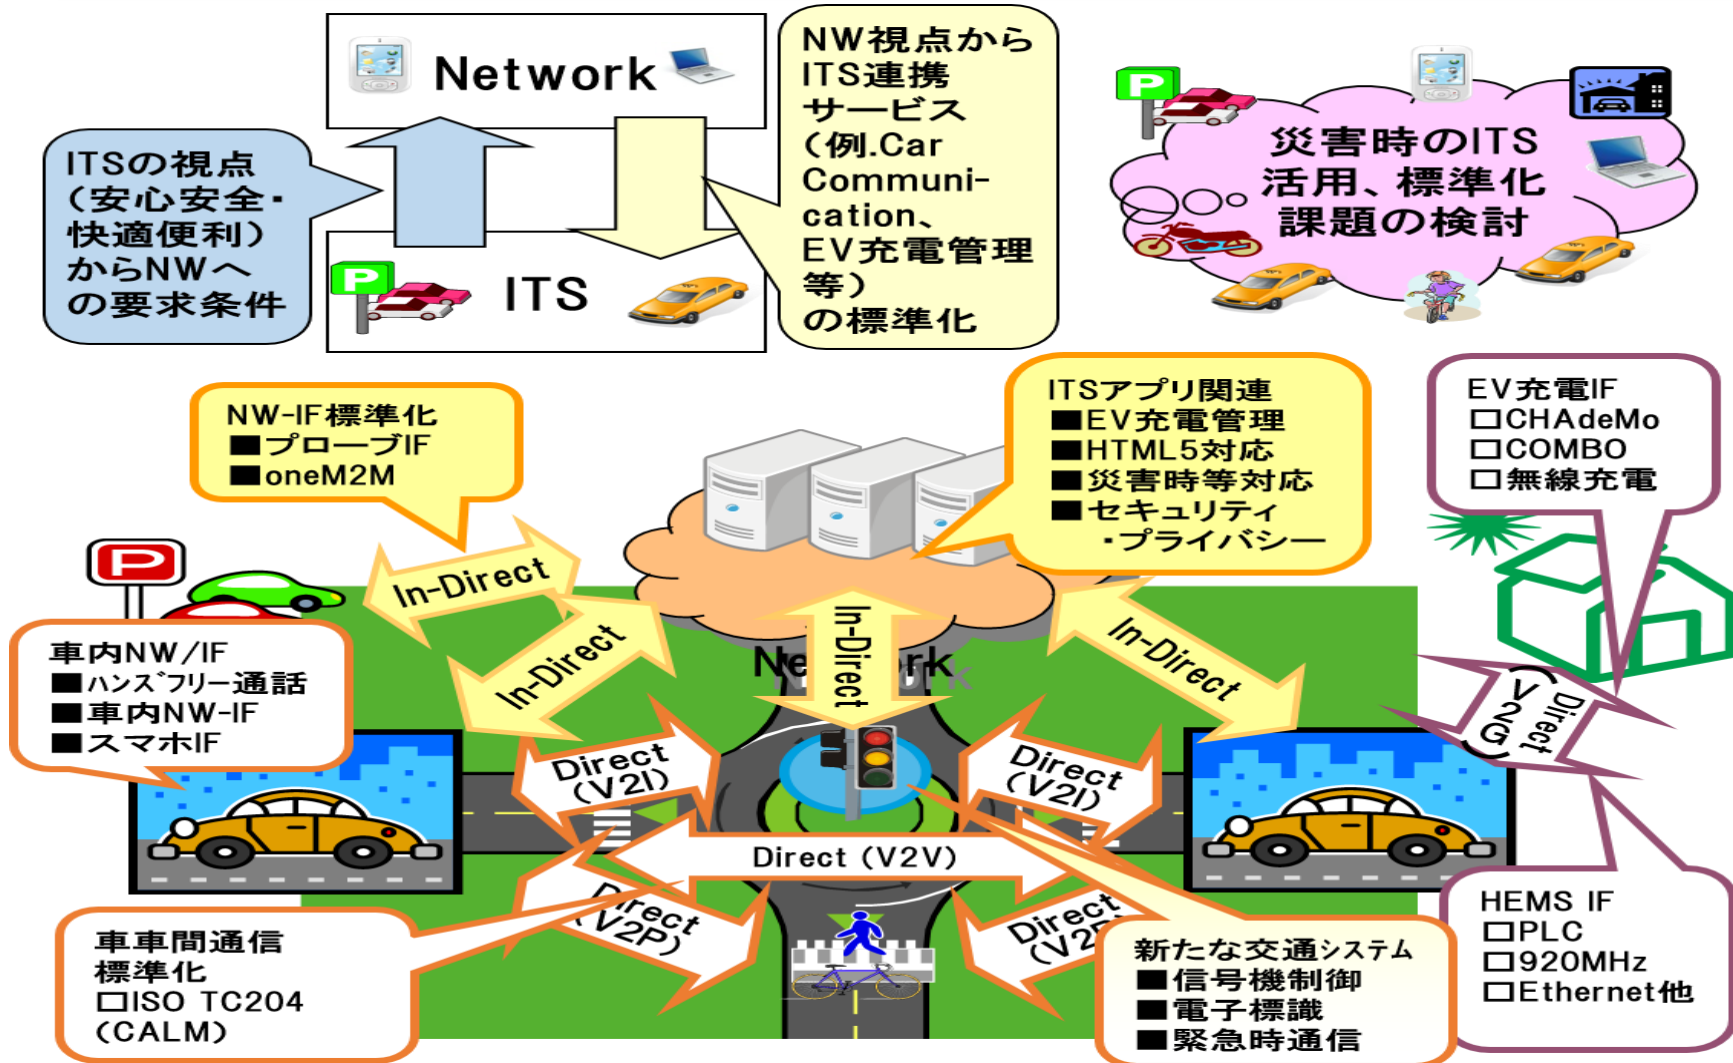 Network
ITSの視点
（安心安全・
快適便利）
からNWへ
の要求条件
P
ITS
NW視点から
ITS連携
サービス
（例.Car
Communi-
cation、
EV充電管理
等）
の標準化
P
災害時のITS
活用、標準化
課題の検討
NW-IF標準化
■プローブIF
■oneM2M
ITSアプリ関連
■EV充電管理
■HTML5対応
■災害時等対応
■セキュリティ
・プライバシー
EV充電IF
□CHAdeMo
□COMBO
□無線充電
P
In-Direct
In-Direct
In-Direct
In-Direct
Network
車内NW/IF
■ハンズフリー通話
■車内NW-IF
■スマホIF
Direct
(V2G)
Direct
(V2I)
Direct
(V2I)
Direct (V2V)
Direct
(V2P)
Direct
(V2P)
車車間通信
標準化
□ISO TC204
(CALM)
新たな交通システム
■信号機制御
■電子標識
■緊急時通信
HEMS IF
□PLC
□920MHz
□Ethernet他